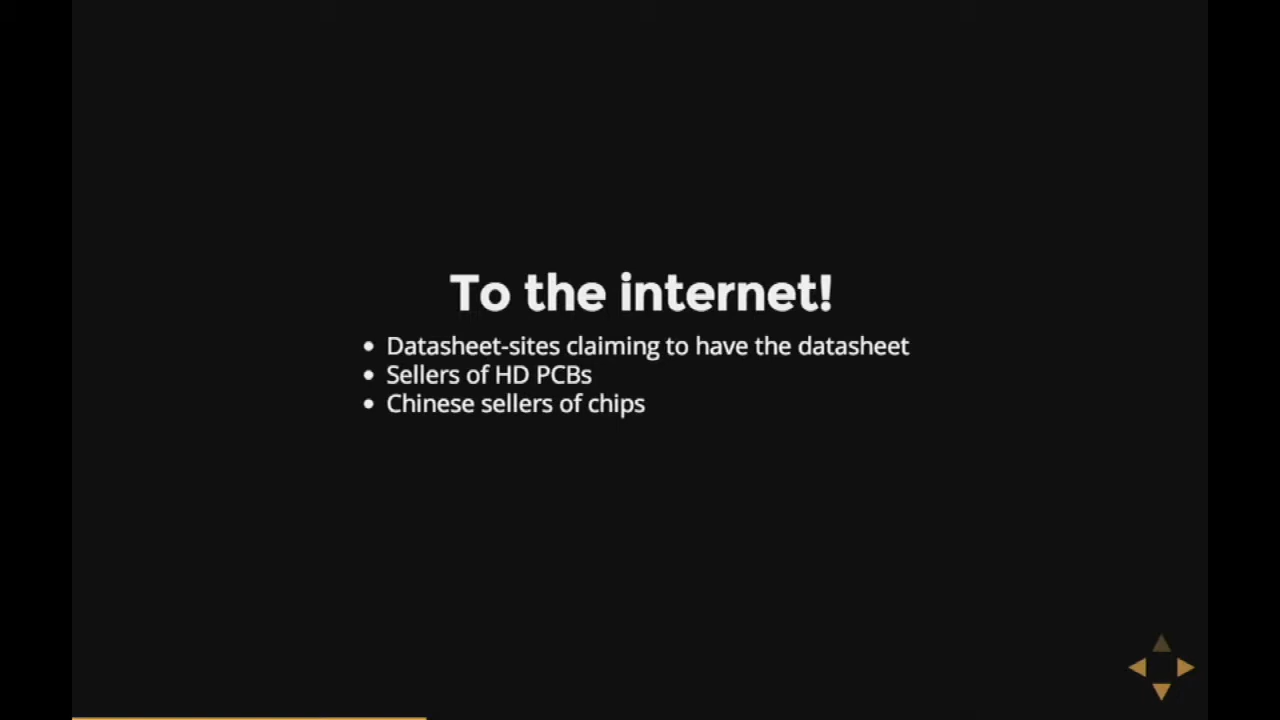 To the internet!
• Datasheet-sites claiming to have the datasheet
• Sellers of HD PCBs
• Chinese sellers of chips